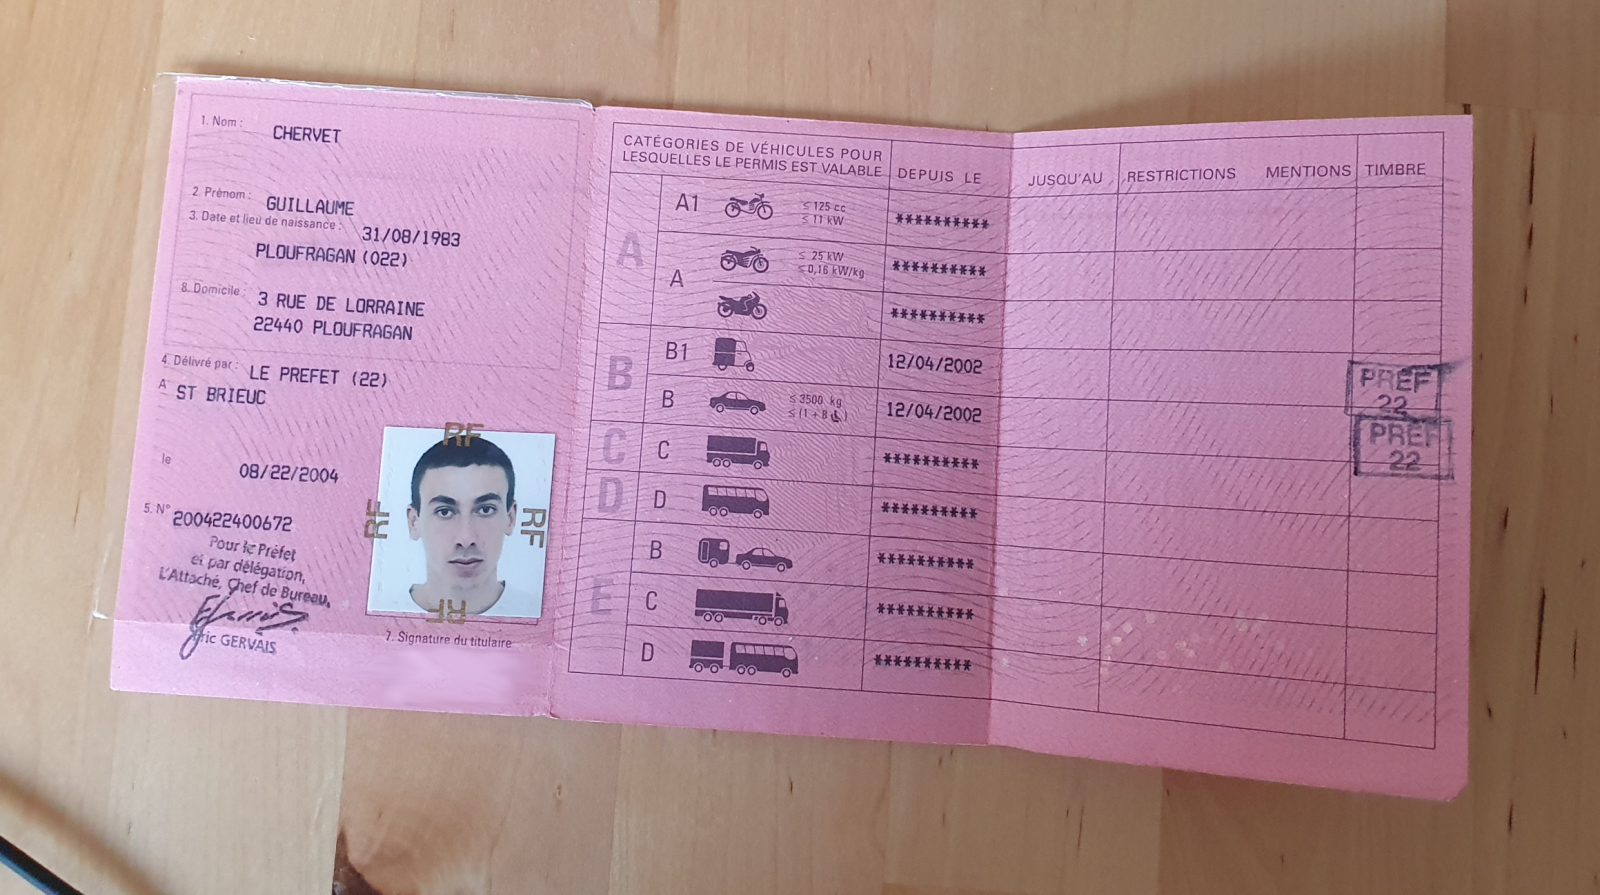 1. Nom : CHERVET
2. Prénom : GUILLAUME
3. Date et lieu de naissance : 31/08/1983
PLOUFRAGAN (022)
8. Domicile : 3 RUE DE LORRAINE
22440 PLOUFRAGAN
4. Délivré par : LE PREFET (22)
A ST BRIEUC
le 08/22/2004
5. N° 200422400672
Pour le Préfet
et par délégation,
L'Attaché, Chef de Bureau,
Eric GERVAIS
RF
RF
RF
RF
7. Signature du titulaire
CATÉGORIES DE VÉHICULES POUR
LESQUELLES LE PERMIS EST VALABLE
DEPUIS LE
JUSQU'AU
RESTRICTIONS MENTIONS
TIMBRE
A
A1 ≤ 125 cc
≤ 11 kW
**********
A ≤ 25 kW
≤ 0,16 kW/kg
**********
**********
B
B1 12/04/2002
PREF
22
B ≤ 3500 kg
≤ (1 + 8)
12/04/2002
PREF
22
C
C **********
D
D **********
E
B **********
C **********
D **********